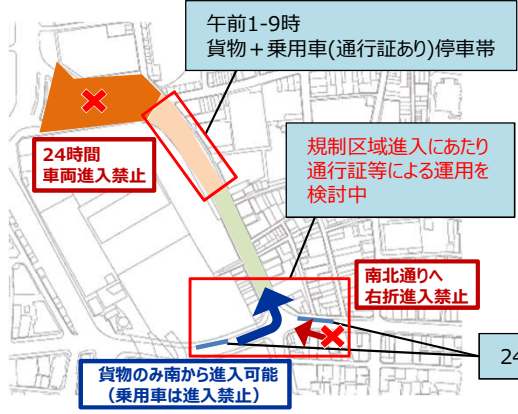 午前1-9時
貨物＋乗用車(通行証あり)停車帯
24時間
車両進入禁止
規制区域進入にあたり
通行証等による運用を
検討中
南北通りへ
右折進入禁止
24
貨物のみ南から進入可能
（乗用車は進入禁止）